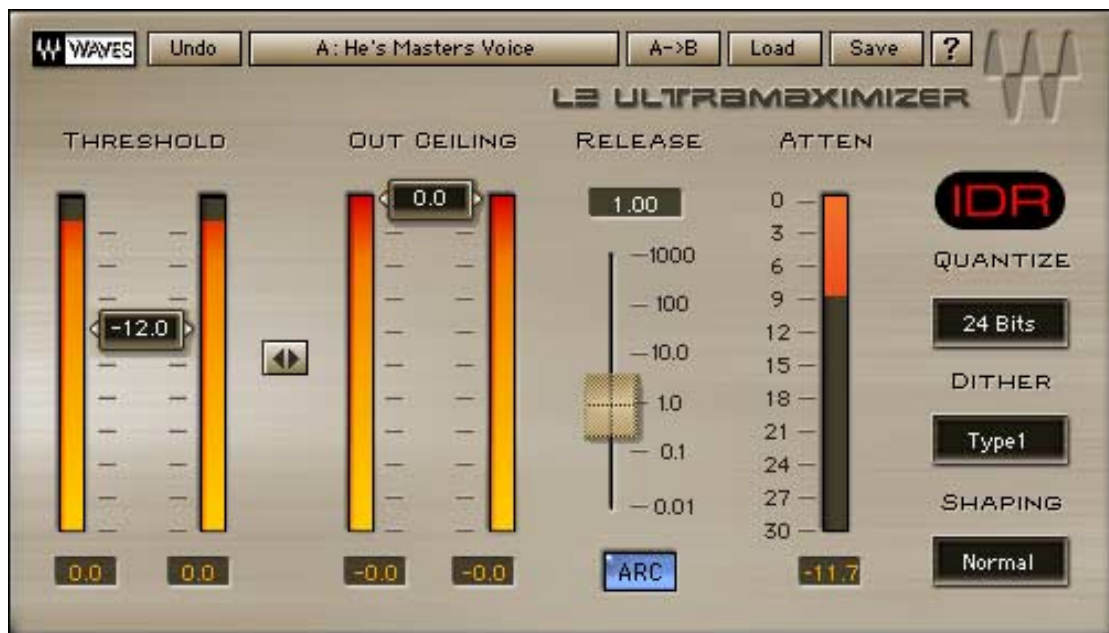 WAVES Undo A: He's Masters Voice A->B Load Save ?
L2 ULTRAMAXIMIZER
THRESHOLD OUT CEILING RELEASE ATTEN
IDR
0.0 1.00 0
3
-12.0 1000 6
100 9
10.0 12
1.0 15
0.1 18
0.01 21
24
27
30
QUANTIZE
24 Bits
DITHER
Type1
SHAPING
Normal
0.0 0.0 -0.0 -0.0 ARC -11.7